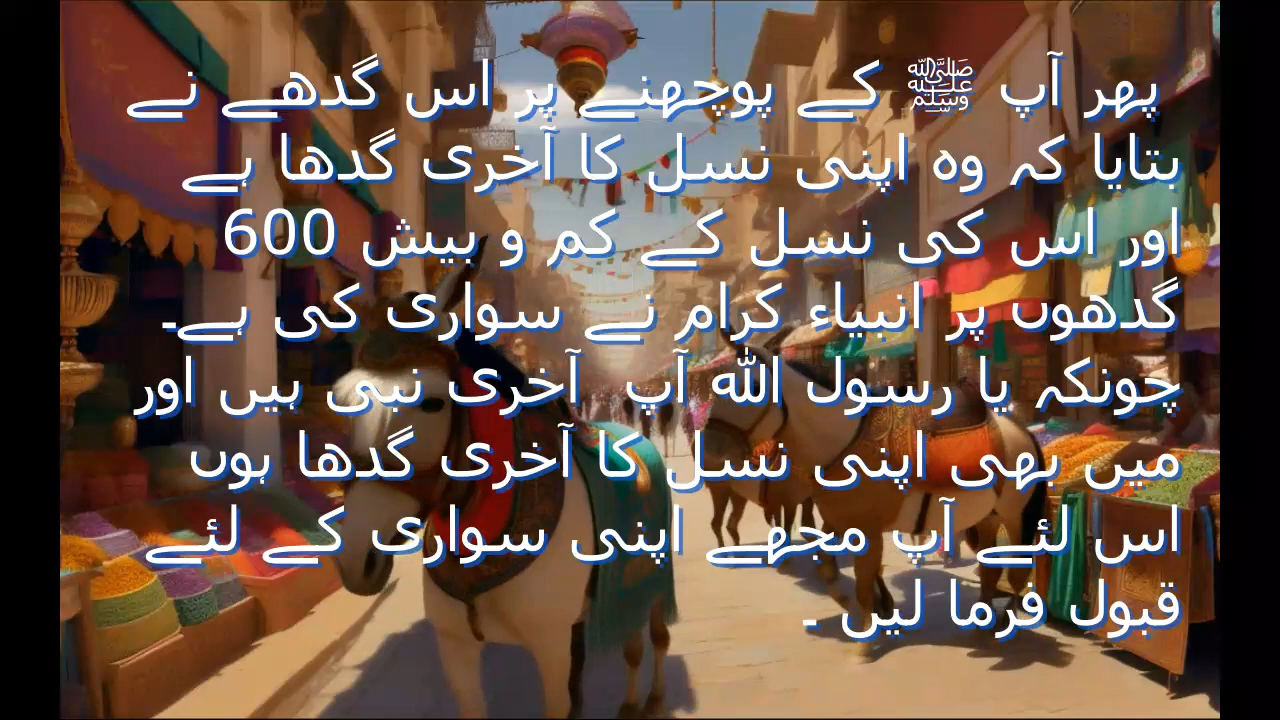 پھر آپ ﷺ کے پوچھنے پر اس گدھے نے
بتایا کہ وہ اپنی نسل کا آخری گدھا ہے
اور اس کی نسل کے کم و بیش 600
گدھوں پر انبیاء کرام نے سواری کی ہے۔
چونکہ یا رسول اللہ آپ آخری نبی ہیں اور
میں بھی اپنی نسل کا آخری گدھا ہوں
اس لئے آپ مجھے اپنی سواری کے لئے
قبول فرما لیں ۔